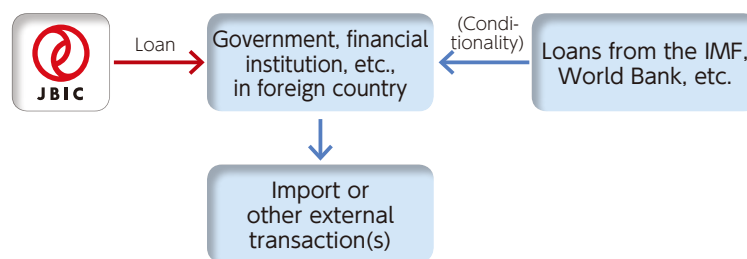 JBIC
Loan
Government, financial
institution, etc.,
in foreign country
(Condi-
tionality)
Loans from the IMF,
World Bank, etc.
Import or
other external
transaction(s)